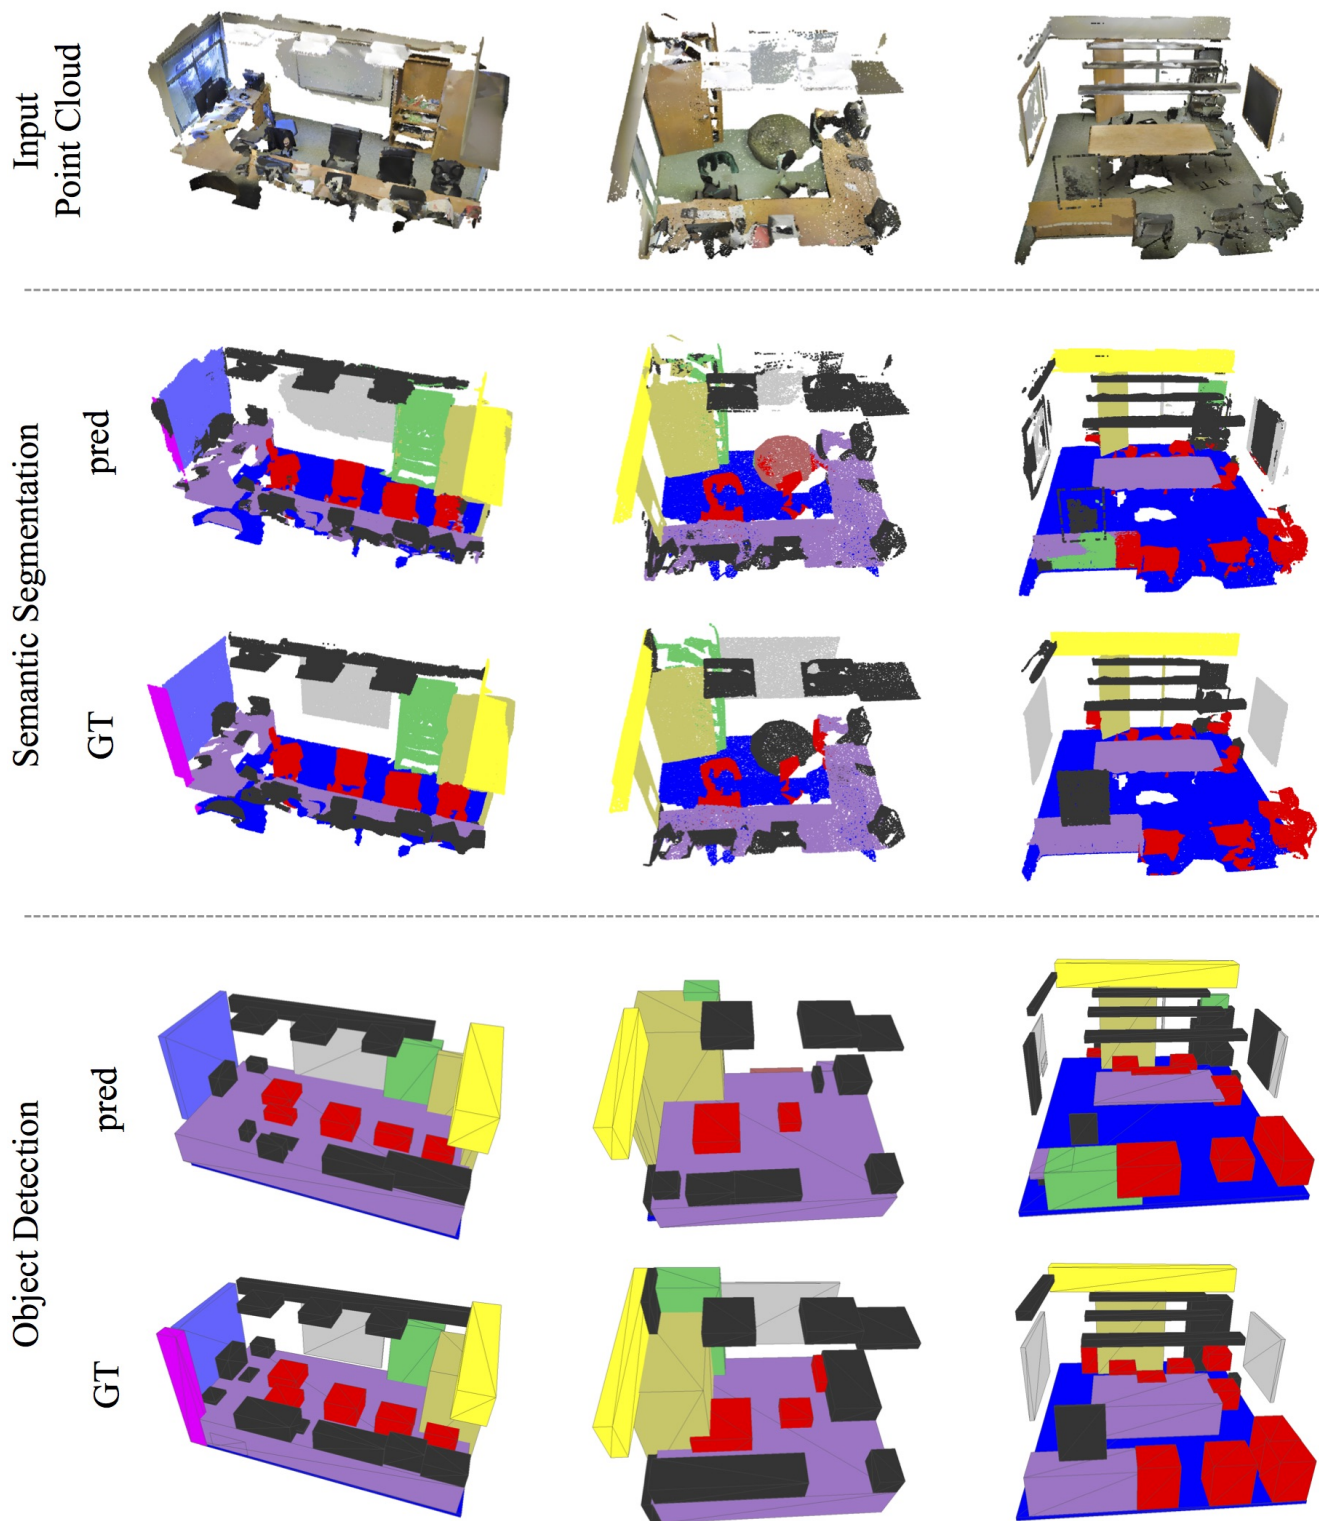 Input
Point Cloud
Semantic Segmentation
pred
GT
Object Detection
pred
GT